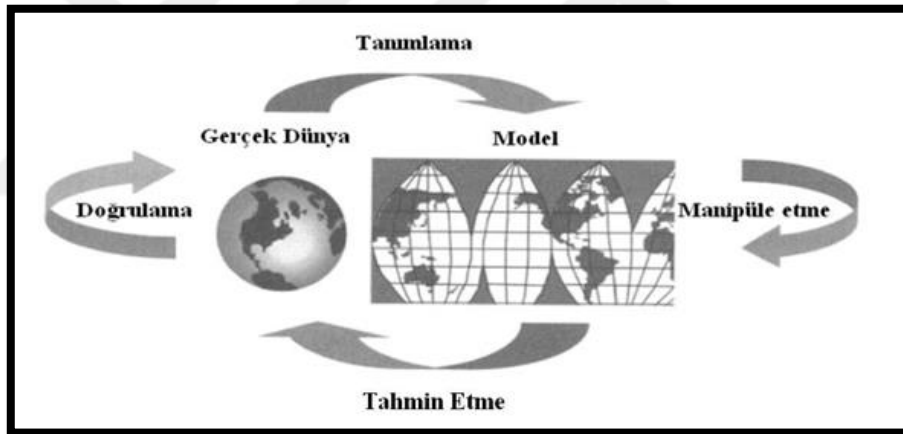 Tanımlama
Gerçek Dünya
Model
Doğrulama
Manipüle etme
Tahmin Etme